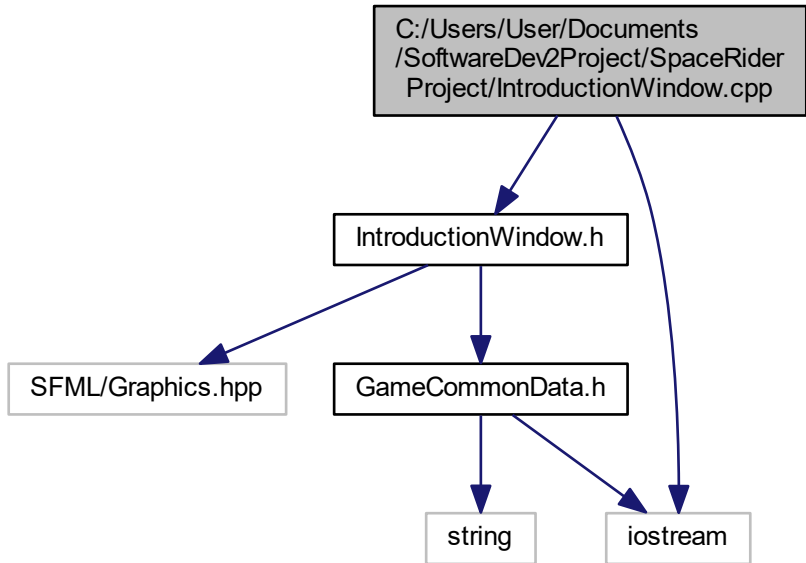 C:/Users/User/Documents
/SoftwareDev2Project/SpaceRider
Project/IntroductionWindow.cpp
IntroductionWindow.h
SFML/Graphics.hpp
GameCommonData.h
string
iostream